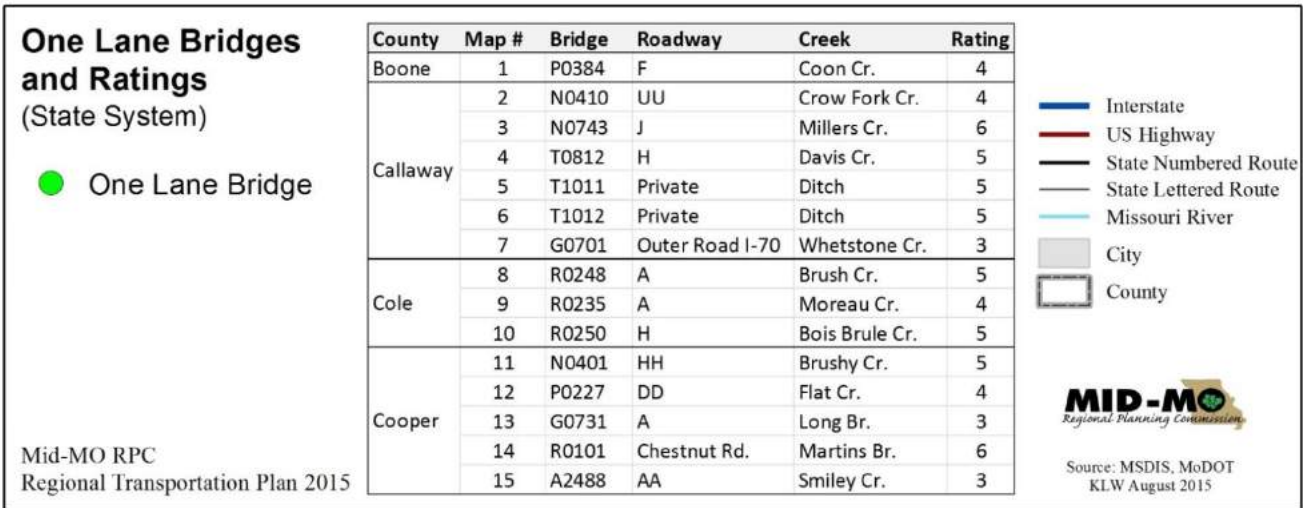 One Lane Bridges
and Ratings
(State System)
One Lane Bridge
Mid-MO RPC
Regional Transportation Plan 2015
County Map # Bridge Roadway Creek Rating
Boone 1 P0384 F Coon Cr. 4
Callaway 2 N0410 UU Crow Fork Cr. 4
3 N0743 J Millers Cr. 6
4 T0812 H Davis Cr. 5
5 T1011 Private Ditch 5
6 T1012 Private Ditch 5
7 G0701 Outer Road I-70 Whetstone Cr. 3
Cole 8 R0248 A Brush Cr. 5
9 R0235 A Moreau Cr. 4
10 R0250 H Bois Brule Cr. 5
Cooper 11 N0401 HH Brushy Cr. 5
12 P0227 DD Flat Cr. 4
13 G0731 A Long Br. 3
14 R0101 Chestnut Rd. Martins Br. 6
15 A2488 AA Smiley Cr. 3
Interstate
US Highway
State Numbered Route
State Lettered Route
Missouri River
City
County
MID-MO
Regional Planning Commission
Source: MSDIS, MoDOT
KLW August 2015